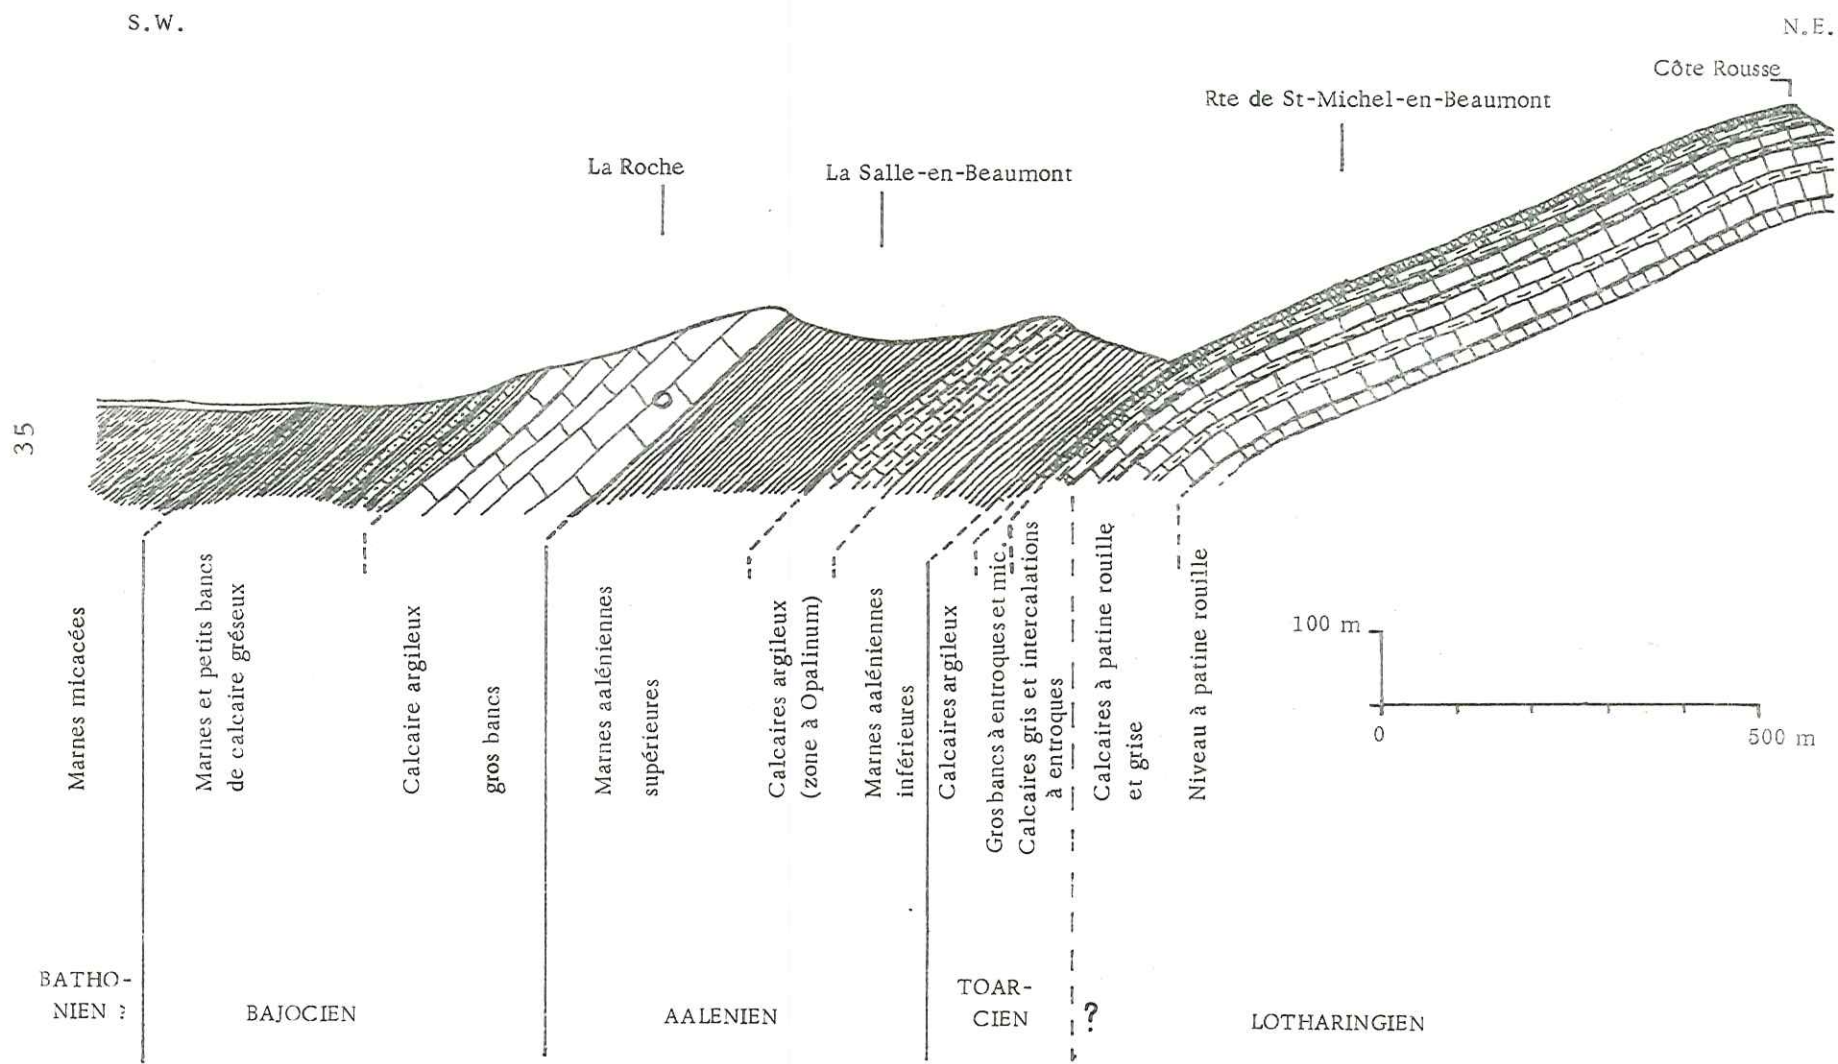 S.W.
N.E.
Côte Rousse
Rte de St-Michel-en-Beaumont
La Roche
La Salle-en-Beaumont
35
Marnes micacées
Marnes et petits bancs
de calcaire gréseux
Calcaire argileux
gros bancs
Marnes aaléniennes
supérieures
Calcaires argileux
(zone à Opalinum)
Marnes aaléniennes
inférieures
Calcaires argileux
Gros bancs à entroques et mic.
Calcaires gris et intercalations
à entroques
Calcaires à patine rouille
et grise
Niveau à patine rouille
100 m
0
500 m
BATHO-
NIEN ?
BAJOCIEN
AALENIEN
TOAR-
CIEN
?
LOTHARINGIEN